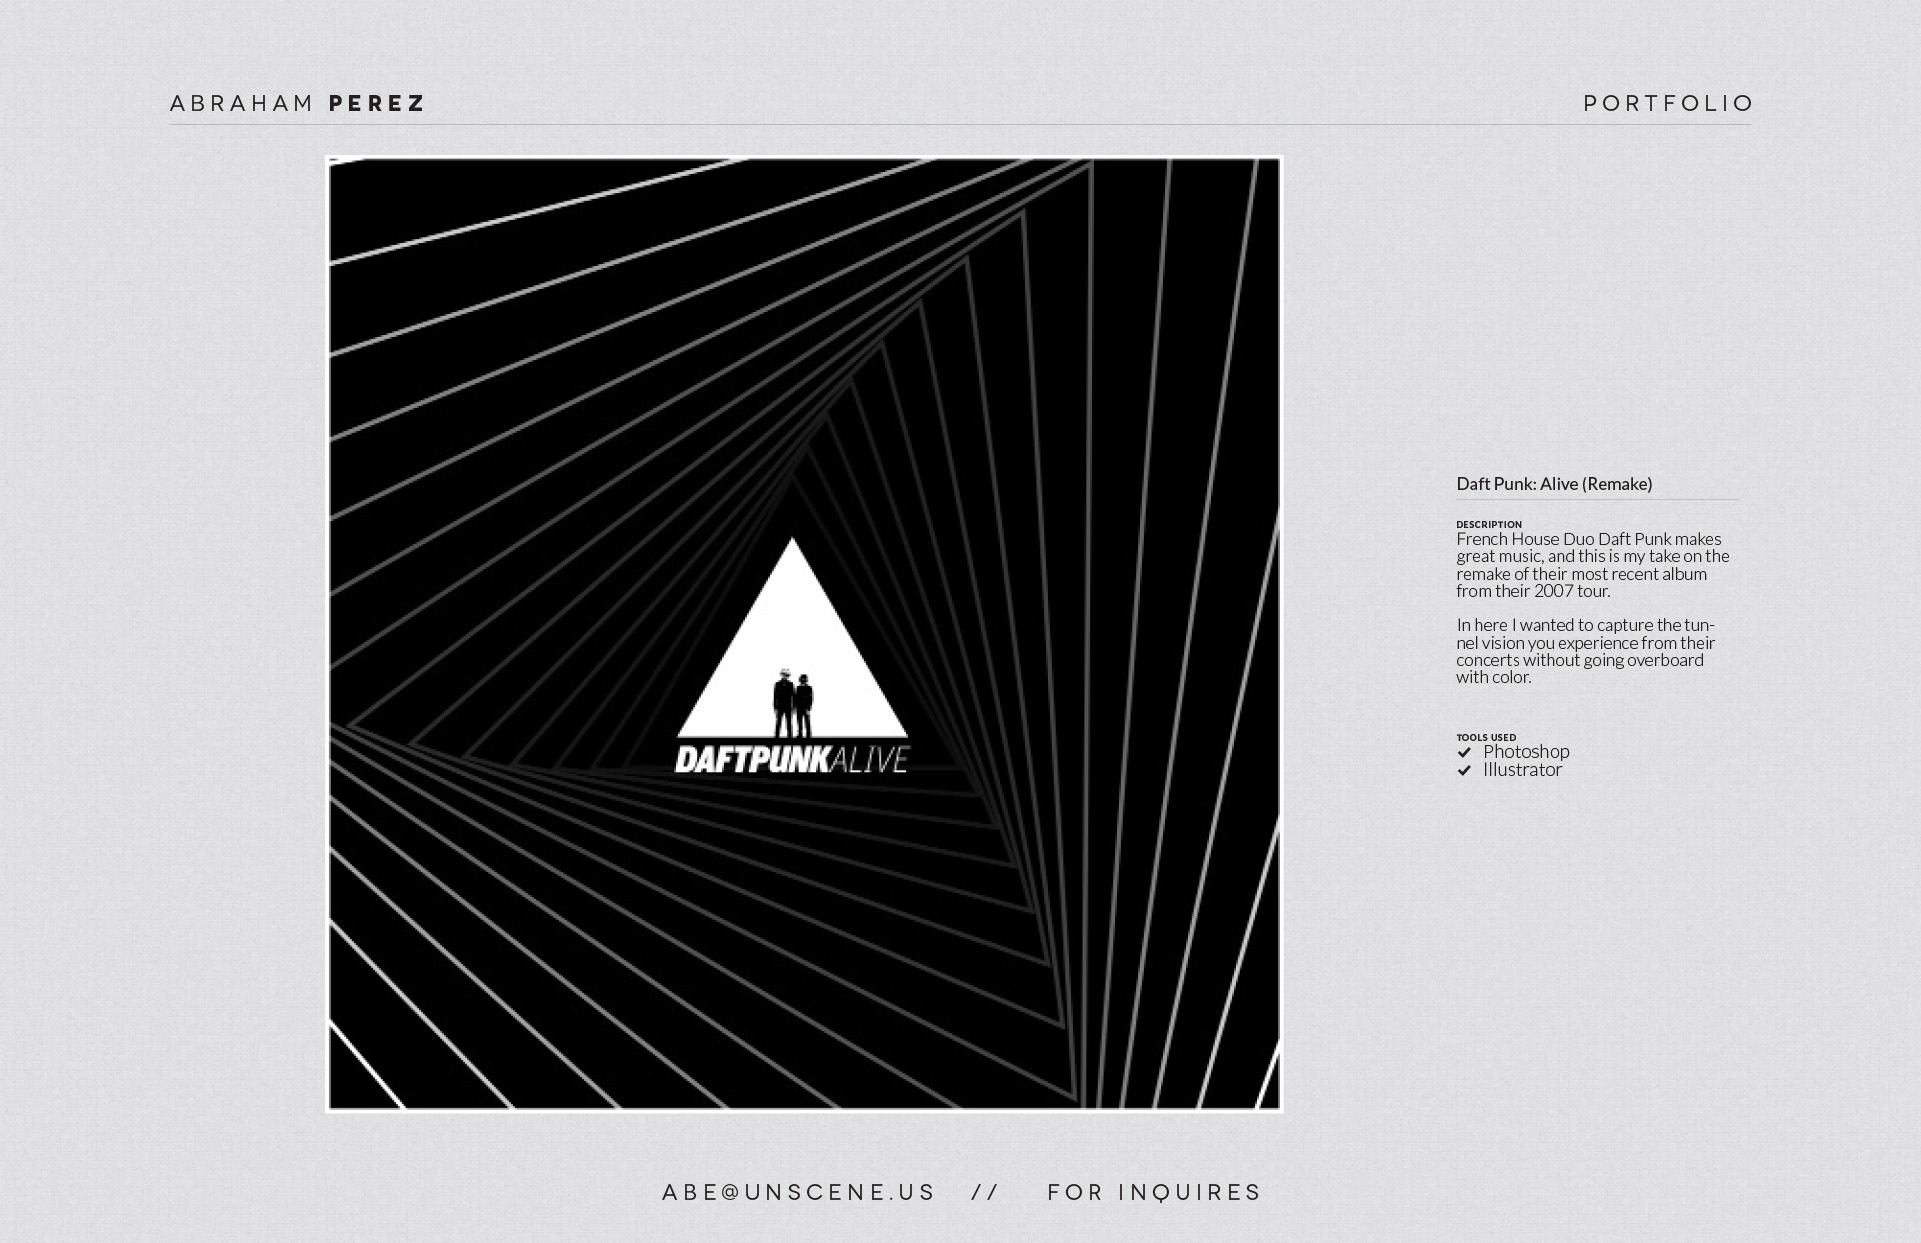 ABRAHAM PEREZ
PORTFOLIO
DAFTPUNKALIVE
Daft Punk: Alive (Remake)
DESCRIPTION
French House Duo Daft Punk makes
great music, and this is my take on the
remake of their most recent album
from their 2007 tour.
In here I wanted to capture the tun-
nel vision you experience from their
concerts without going overboard
with color.
TOOLS USED
Photoshop
Illustrator
ABE@UNSCENE.US // FOR INQUIRES